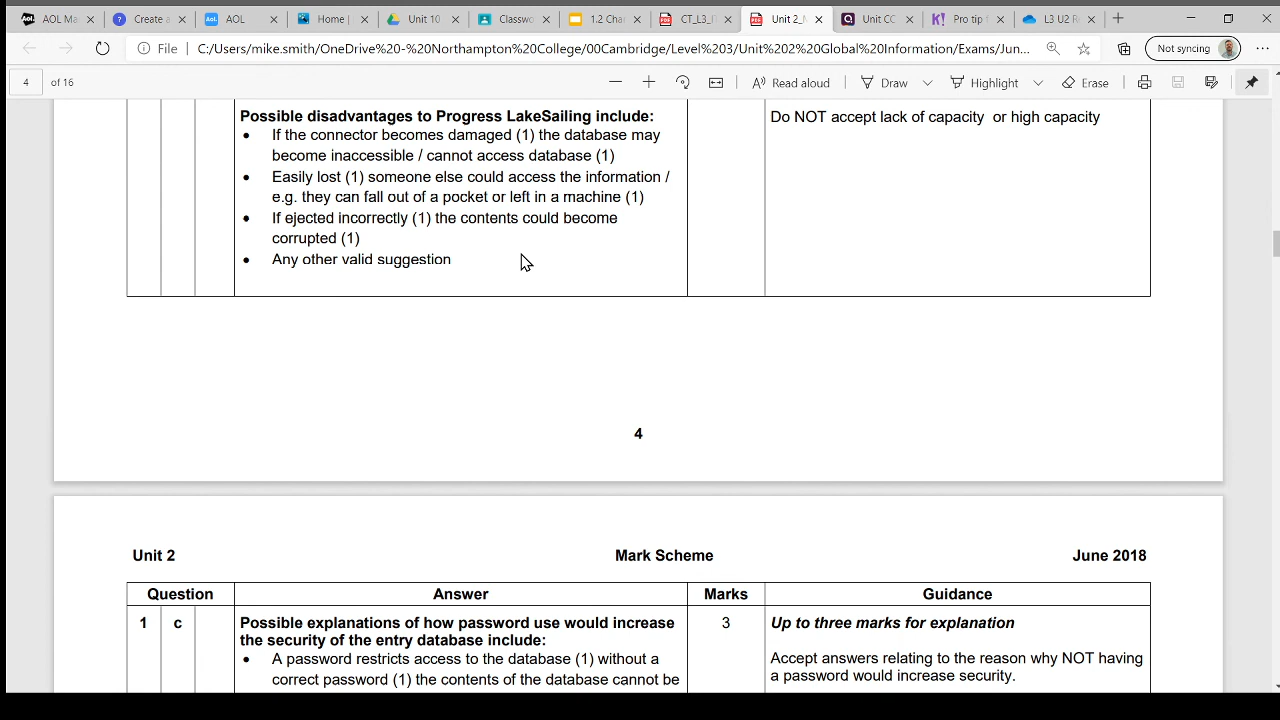 AOL Ma
Create a
AOL
Home |
Unit 10
Classwo
1.2 Cha
CT_L3_
Unit 2_M
Unit CC
Pro tip f
L3 U2 R
File
C:/Users/mike.smith/OneDrive%20-%20Northampton%20College/00Cambridge/Level%203/Unit%202%20Global%20Information/Exams/Jun...
Not syncing
4 of 16
Read aloud
Draw
Highlight
Erase
Possible disadvantages to Progress LakeSailing include:
• If the connector becomes damaged (1) the database may
become inaccessible / cannot access database (1)
• Easily lost (1) someone else could access the information /
e.g. they can fall out of a pocket or left in a machine (1)
• If ejected incorrectly (1) the contents could become
corrupted (1)
• Any other valid suggestion
Do NOT accept lack of capacity or high capacity
4
Unit 2
Mark Scheme
June 2018
Question
Answer
Marks
Guidance
1 c
Possible explanations of how password use would increase
the security of the entry database include:
• A password restricts access to the database (1) without a
correct password (1) the contents of the database cannot be
3
Up to three marks for explanation
Accept answers relating to the reason why NOT having
a password would increase security.